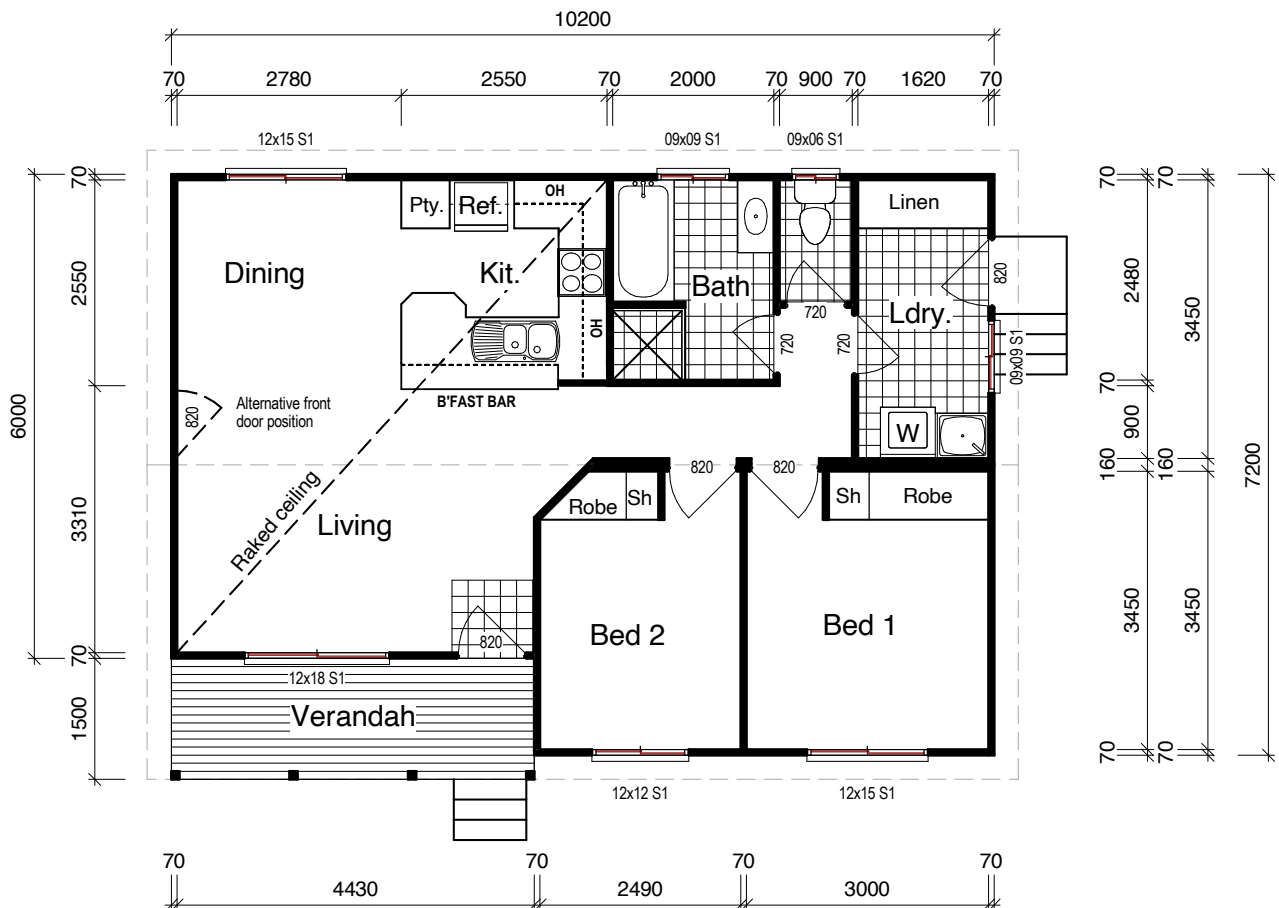 10200
70 2780 2550 70 2000 70 900 70 1620 70
12x15 S1 09x09 S1 09x06 S1
Pty. Ref. OH Linen
Dining Kit. Bath Ldry.
820
720
720 720
OH
09x09 S1
B'FAST BAR
Alternative front
door position
820
W
820 820
Raked ceiling
Living
Robe Sh Sh Robe
Bed 2 Bed 1
820
12x18 S1
Verandah
12x12 S1 12x15 S1
6000
70
2550
3310
70
1500
70
2480
70
900
160
3450
70
70
3450
160
3450
70
7200
70 70 70 70
4430 2490 3000